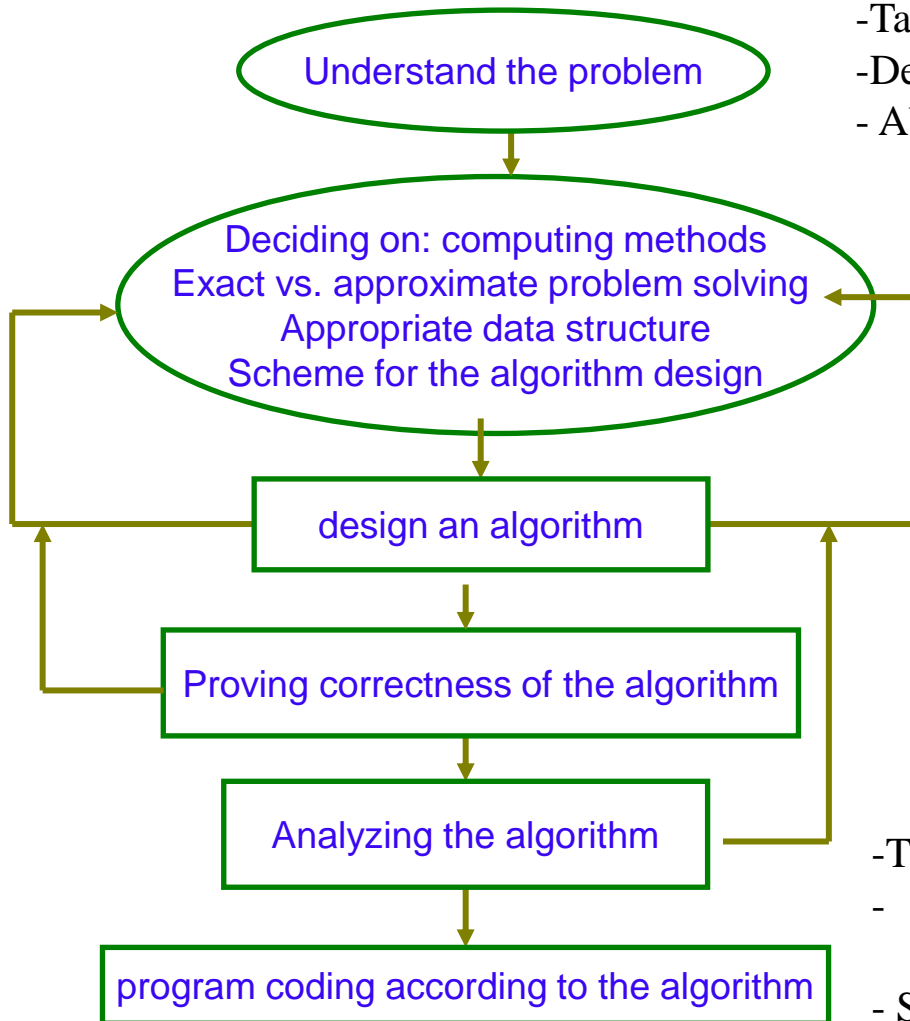 Understand the problem
Deciding on: computing methods
Exact vs. approximate problem solving
Appropriate data structure
Scheme for the algorithm design
design an algorithm
Proving correctness of the algorithm
Analyzing the algorithm
program coding according to the algorithm